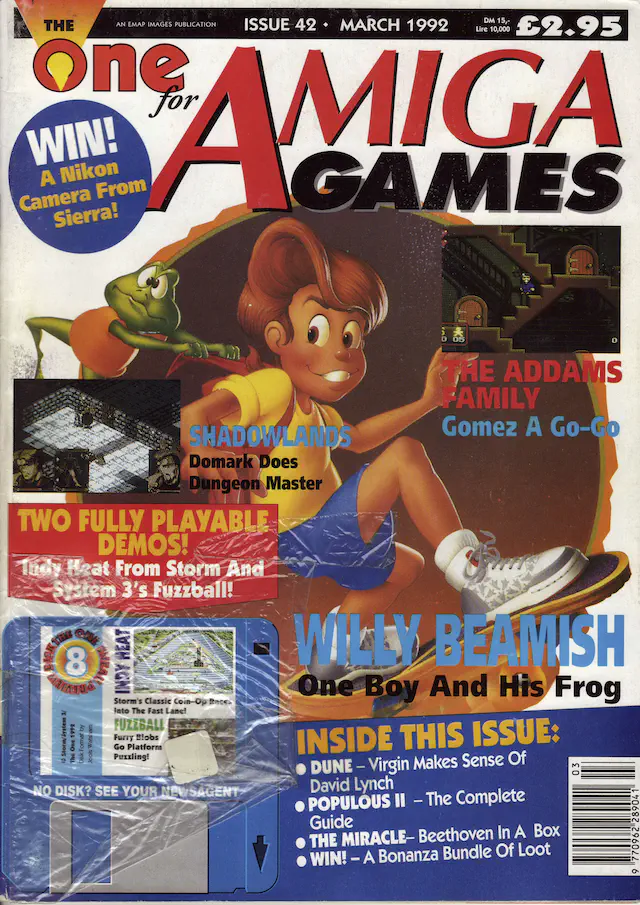 THE
One
for
AMIGA
GAMES
AN EMAP IMAGES PUBLICATION
ISSUE 42 • MARCH 1992
DM 15,-
Lire 10,000
£2.95
WIN!
A Nikon
Camera From
Sierra!
THE ADDAMS
FAMILY
Gomez A Go-Go
SHADOWLANDS
Domark Does
Dungeon Master
TWO FULLY PLAYABLE
DEMOS!
Indy Heat From Storm And
System 3's Fuzzball!
WILLY BEAMISH
One Boy And His Frog
8
INDY HEAT
Storm's Classic Coin-Op Races
Into The Fast Lane!
FUZZBALL
Furry Blobs
Go Platform
Puzzling!
NO DISK? SEE YOUR NEWSAGENT
INSIDE THIS ISSUE:
• DUNE – Virgin Makes Sense Of
David Lynch
• POPULOUS II – The Complete
Guide
• THE MIRACLE– Beethoven In A Box
• WIN! – A Bonanza Bundle Of Loot
03
9 770962 289041